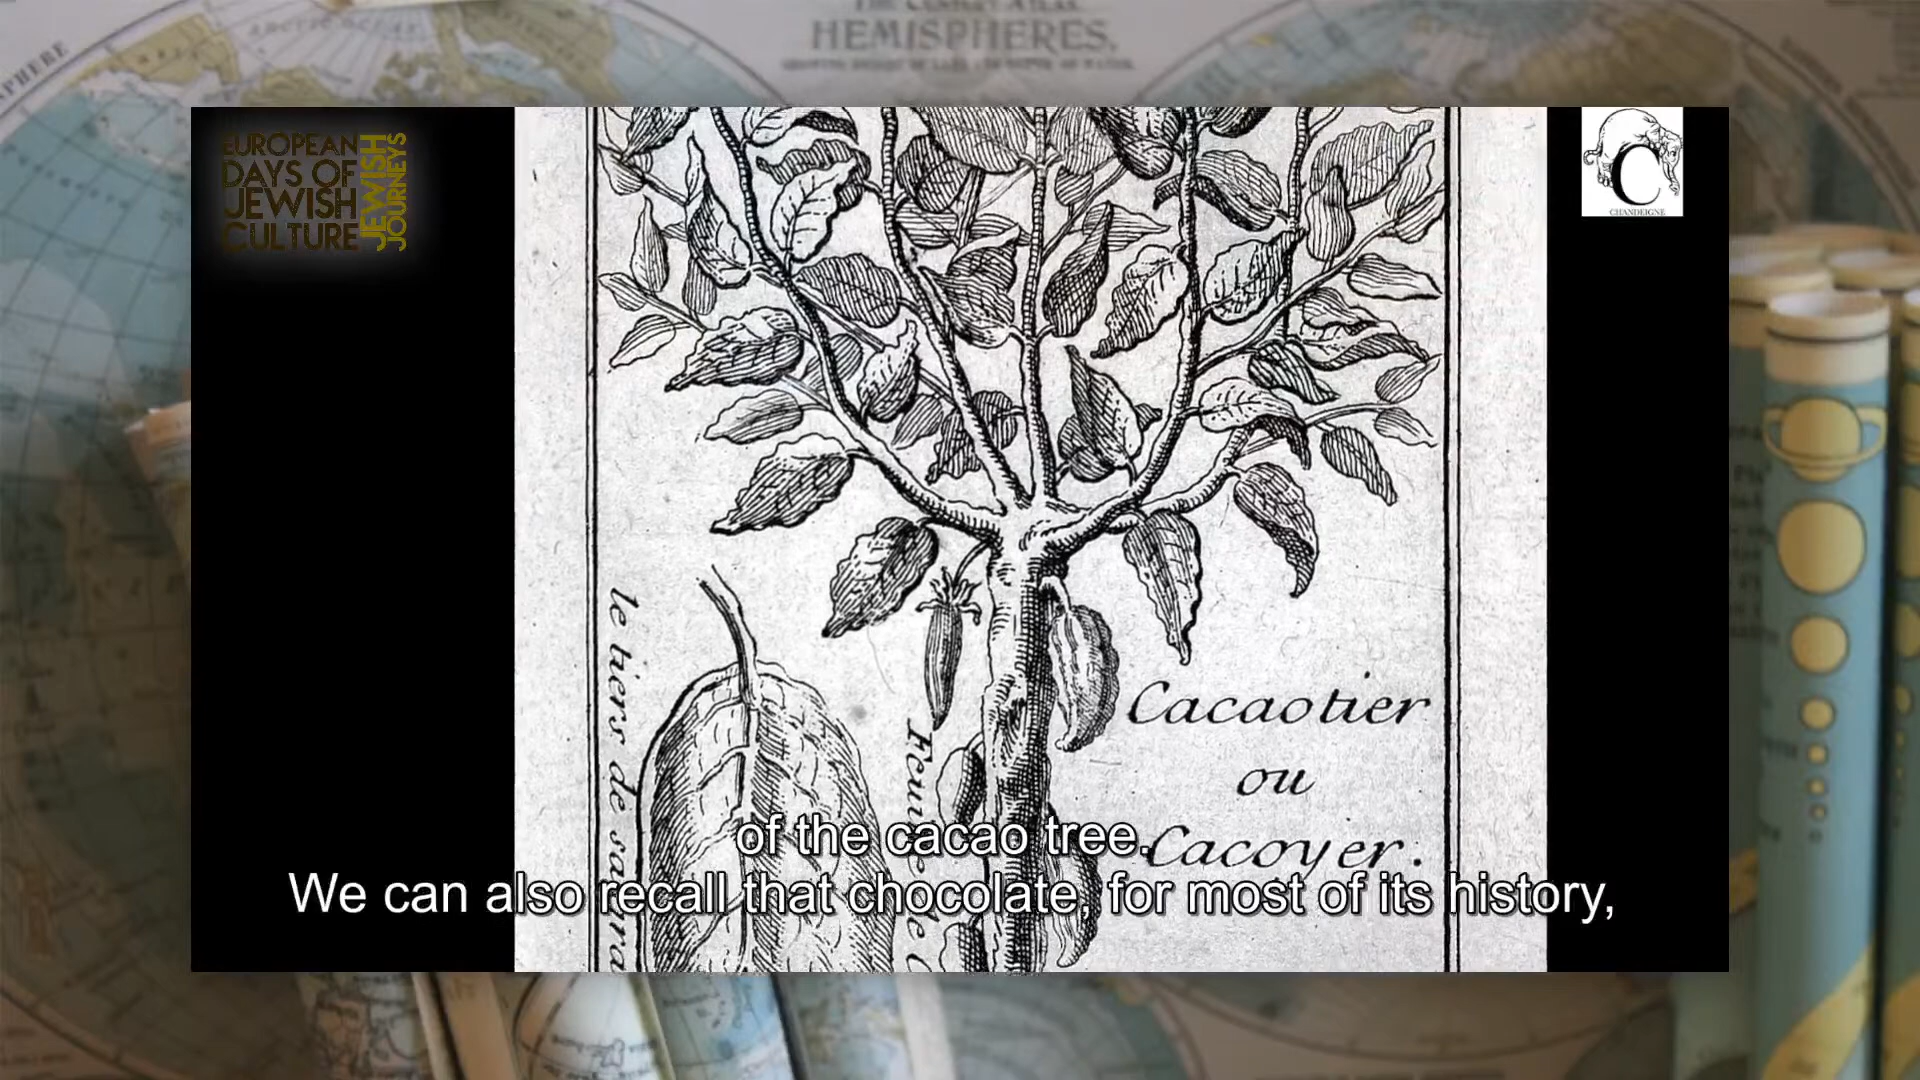 HEMISPHERES.
EUROPEAN
DAYS OF
JEWISH
CULTURE
JEWISH
JOURNEYS
C
CHANDEIGNE
le tiers de sa
Cacaotier
ou
Cacoyer.
of the cacao tree.
We can also recall that chocolate, for most of its history,